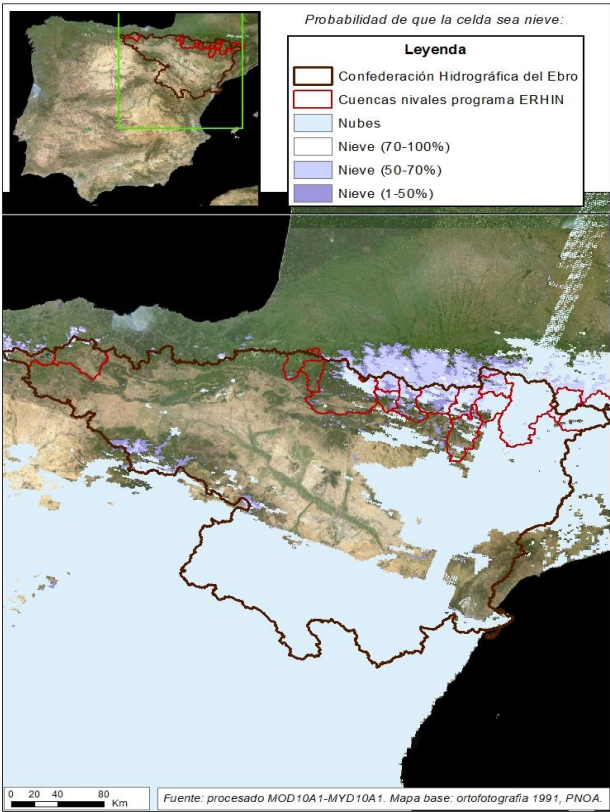 Probabilidad de que la celda sea nieve:
Leyenda
Confederación Hidrográfica del Ebro
Cuencas nivales programa ERHIN
Nubes
Nieve (70-100%)
Nieve (50-70%)
Nieve (1-50%)
0 20 40 80
Km
Fuente: procesado MOD10A1-MYD10A1. Mapa base: ortofotografía 1991, PNOA.